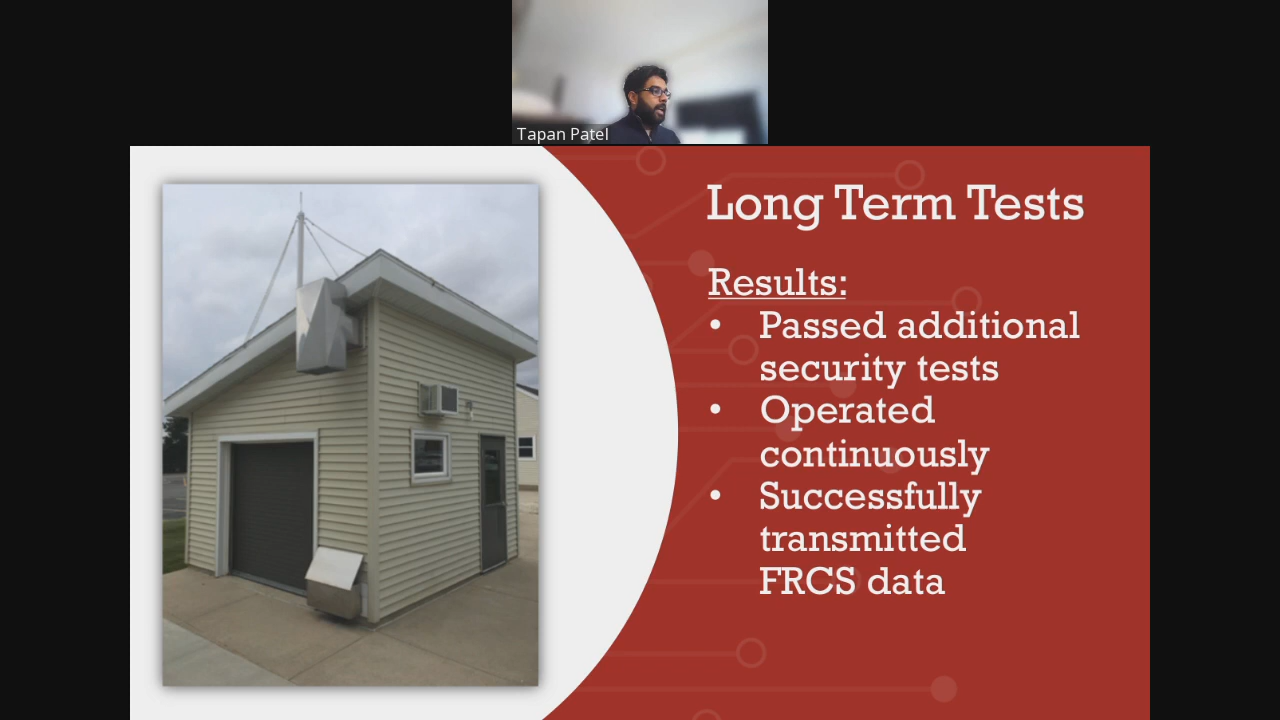 Tapan Patel
Long Term Tests
Results:
• Passed additional
security tests
• Operated
continuously
• Successfully
transmitted
FRCS data